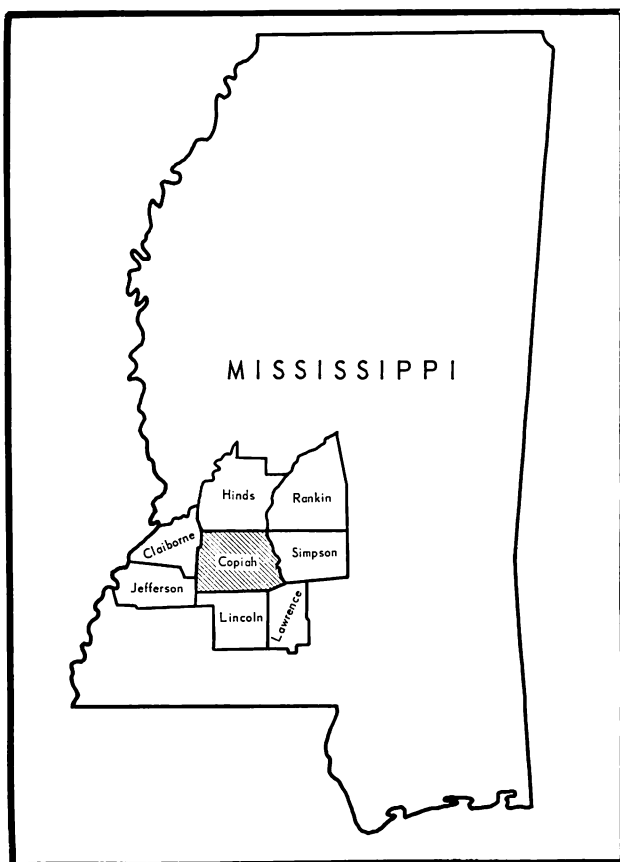 MISSISSIPPI
Hinds
Rankin
Claiborne
Copiah
Simpson
Jefferson
Lincoln
Lawrence